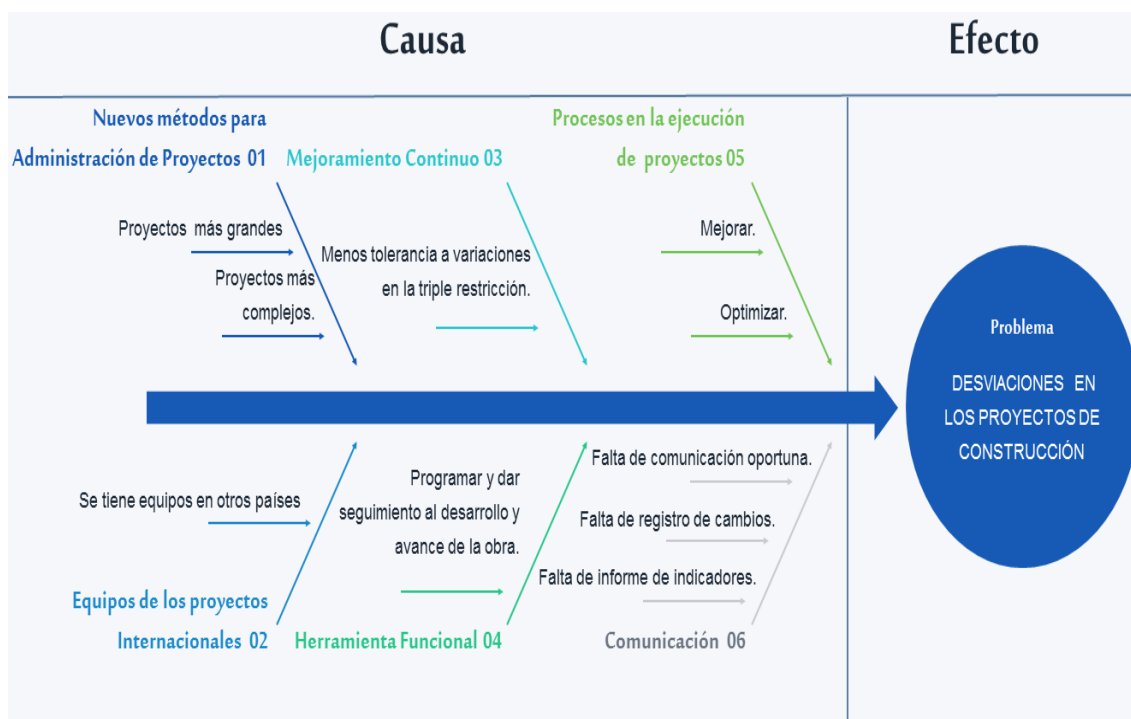 Causa
Efecto
Nuevos métodos para
Administración de Proyectos 01
Mejoramiento Continuo 03
Procesos en la ejecución
de proyectos 05
Proyectos más grandes
Proyectos más
complejos.
Menos tolerancia a variaciones
en la triple restricción.
Mejorar.
Optimizar.
Problema
DESVIACIONES EN
LOS PROYECTOS DE
CONSTRUCCIÓN
Se tiene equipos en otros países
Equipos de los proyectos
Internacionales 02
Programar y dar
seguimiento al desarrollo y
avance de la obra.
Herramienta Funcional 04
Falta de comunicación oportuna.
Falta de registro de cambios.
Falta de informe de indicadores.
Comunicación 06